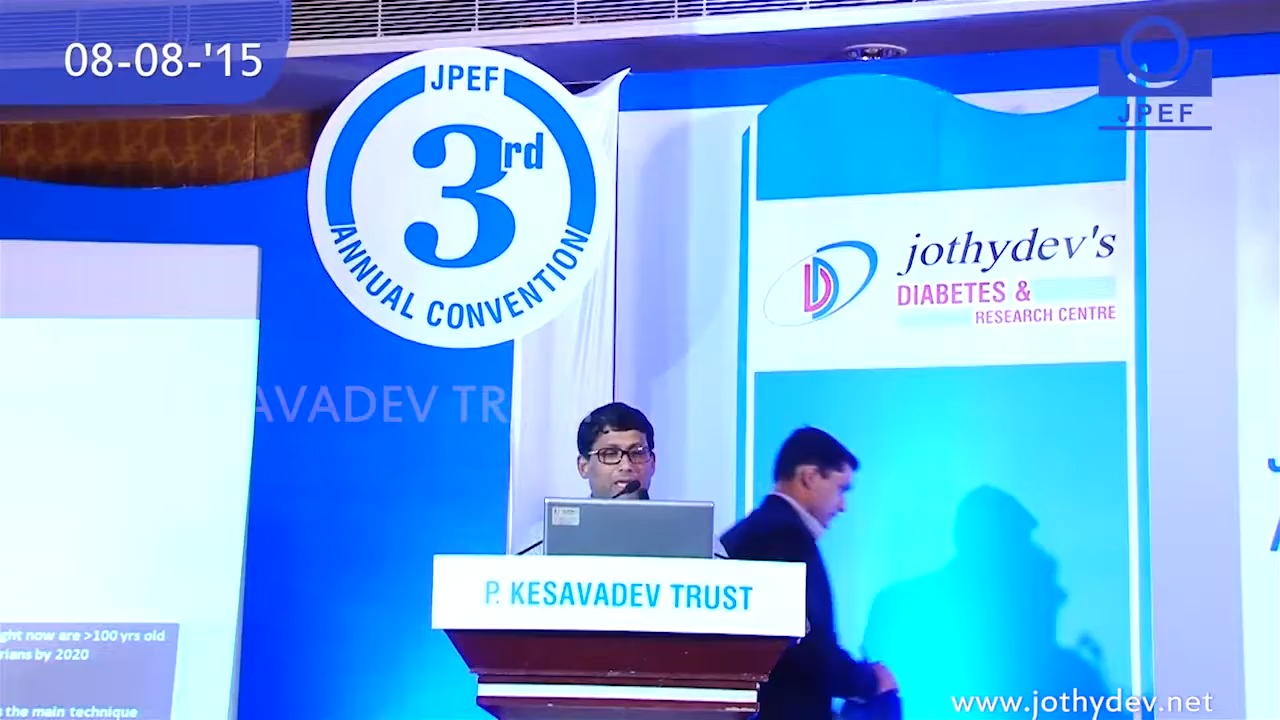 08-08-'15
JPEF
3rd
ANNUAL CONVENTION
JPEF
jothydev's
DIABETES &
RESEARCH CENTRE
AVADEV TR
P. KESAVADEV TRUST
ght now are >100 yrs old
rians by 2020
s the main technique
www.jothydev.net